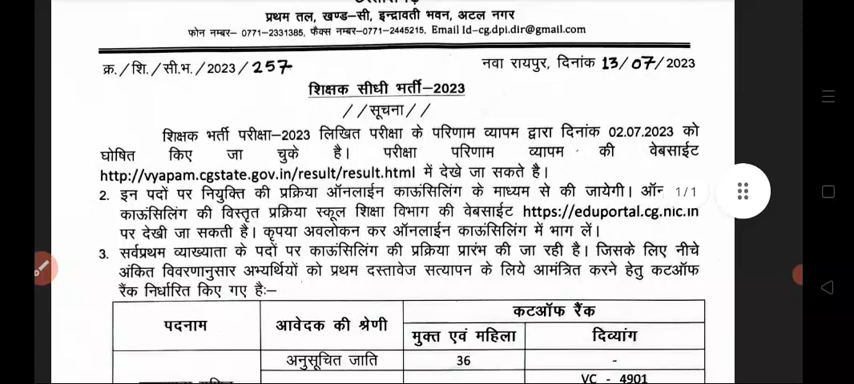 प्रथम तल, खण्ड–सी, इन्द्रावती भवन, अटल नगर
फोन नम्बर– 0771-2331385, फैक्स नम्बर–0771-2445215, Email Id-cg.dpi.dir@gmail.com
क्र./शि./सी.भ./2023/257 नवा रायपुर, दिनांक 13/07/2023
शिक्षक सीधी भर्ती–2023
//सूचना//
शिक्षक भर्ती परीक्षा–2023 लिखित परीक्षा के परिणाम व्यापम द्वारा दिनांक 02.07.2023 को
घोषित किए जा चुके है। परीक्षा परिणाम व्यापम की वेबसाईट
http://vyapam.cgstate.gov.in/result/result.html में देखे जा सकते है।
2. इन पदों पर नियुक्ति की प्रक्रिया ऑनलाईन काऊंसिलिंग के माध्यम से की जायेगी। ऑन 1/1
काऊंसिलिंग की विस्तृत प्रक्रिया स्कूल शिक्षा विभाग की वेबसाईट https://eduportal.cg.nic.in
पर देखी जा सकती है। कृपया अवलोकन कर ऑनलाईन काऊंसिलिंग में भाग लें।
3. सर्वप्रथम व्याख्याता के पदों पर काऊंसिलिंग की प्रक्रिया प्रारंभ की जा रही है। जिसके लिए नीचे
अंकित विवरणानुसार अभ्यर्थियों को प्रथम दस्तावेज सत्यापन के लिये आमंत्रित करने हेतु कटऑफ
रैंक निर्धारित किए गए है:–
पदनाम आवेदक की श्रेणी कटऑफ रैंक
मुक्त एवं महिला दिव्यांग
अनुसूचित जाति 36 -
VC - 4901